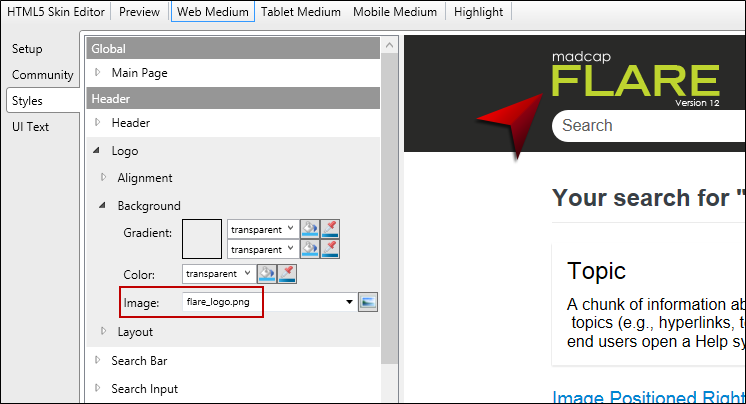 HTML5 Skin Editor Preview Web Medium Tablet Medium Mobile Medium Highlight
Setup
Community
Styles
UI Text
Global
Main Page
Header
Header
Logo
Alignment
Background
Gradient: transparent
transparent
Color: transparent
Image: flare_logo.png
Layout
Search Bar
Search Input
madcap
FLARE
Version 12
Search
Your search for "
Topic
A chunk of information ab
topics (e.g., hyperlinks, t
end users open a Help sy
Image Positioned Right